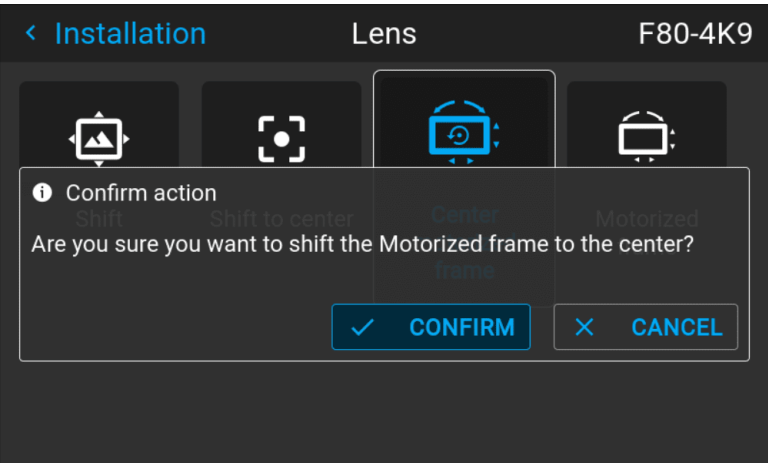 Installation
Lens
F80-4K9
Confirm action
Shift
Shift to center
Center
Motorized
Are you sure you want to shift the Motorized frame to the center?
frame
CONFIRM
CANCEL